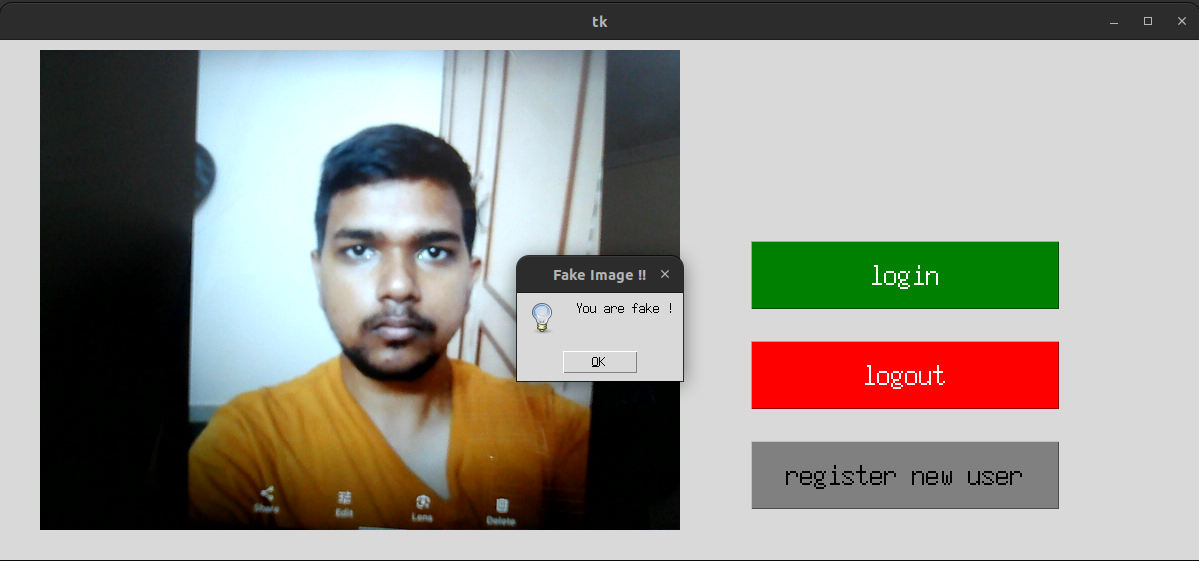 tk
Fake Image !!
You are fake !
OK
login
logout
register new user
Share
Edit
Lens
Delete